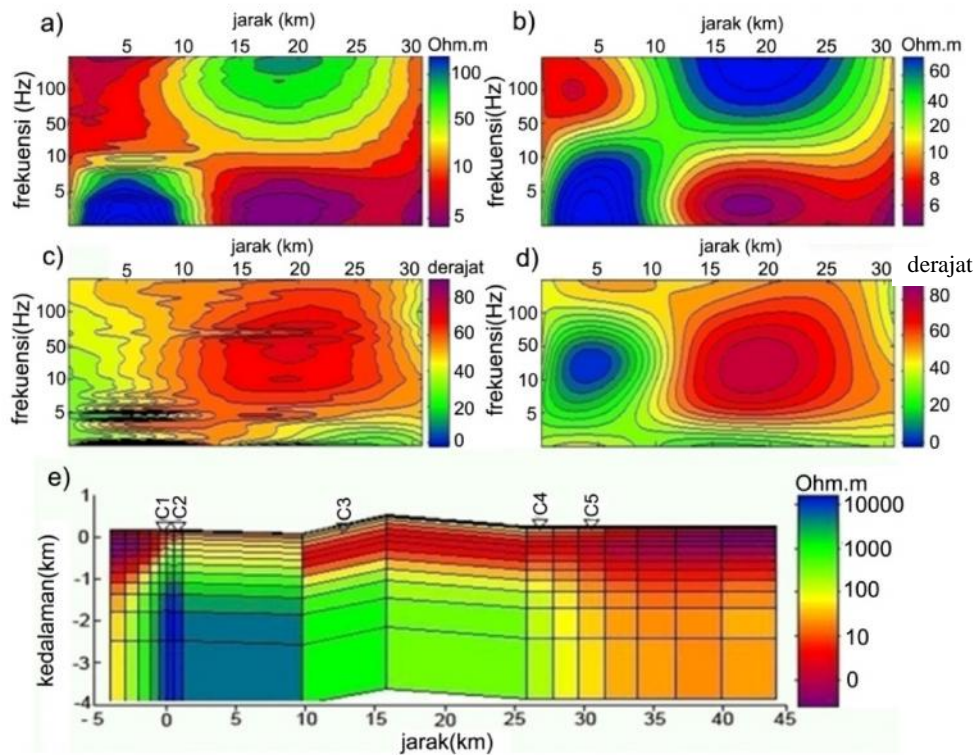 a)
jarak (km)
5 10 15 20 25 30
Ohm.m
frekuensi (Hz)
100
50
10
5
100
50
10
5
b)
jarak (km)
5 10 15 20 25 30
Ohm.m
frekuensi(Hz)
100
50
10
5
60
40
20
8
6
c)
jarak (km)
5 10 15 20 25 30
derajat
frekuensi(Hz)
100
50
10
5
80
60
40
20
0
d)
jarak (km)
5 10 15 20 25 30
derajat
frekuensi(Hz)
100
50
10
5
80
60
40
20
0
e)
C1
C2
C3
C4
C5
kedalaman(km)
1
0
-1
-2
-3
-4
-5 0 5 10 15 20 25 30 35 40 45
jarak(km)
Ohm.m
10000
1000
100
10
0